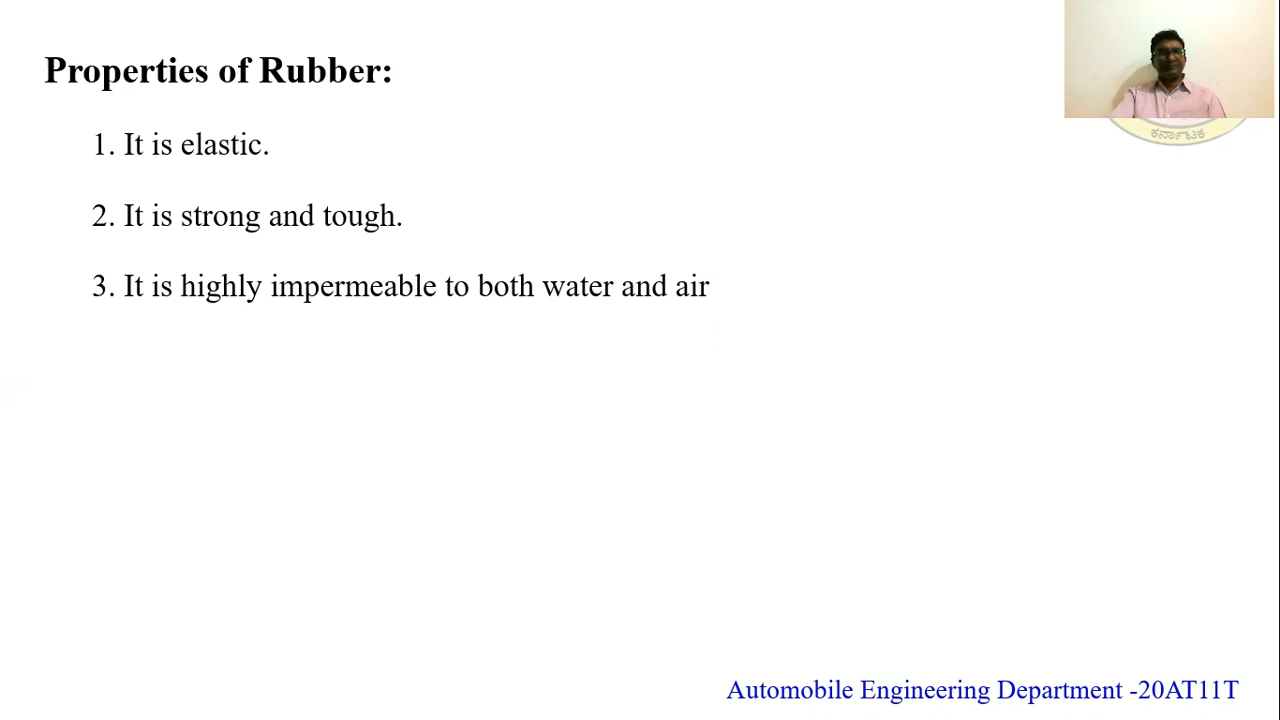 Properties of Rubber:
1. It is elastic.
2. It is strong and tough.
3. It is highly impermeable to both water and air
ಕರ್ನಾಟಕ
Automobile Engineering Department -20AT11T